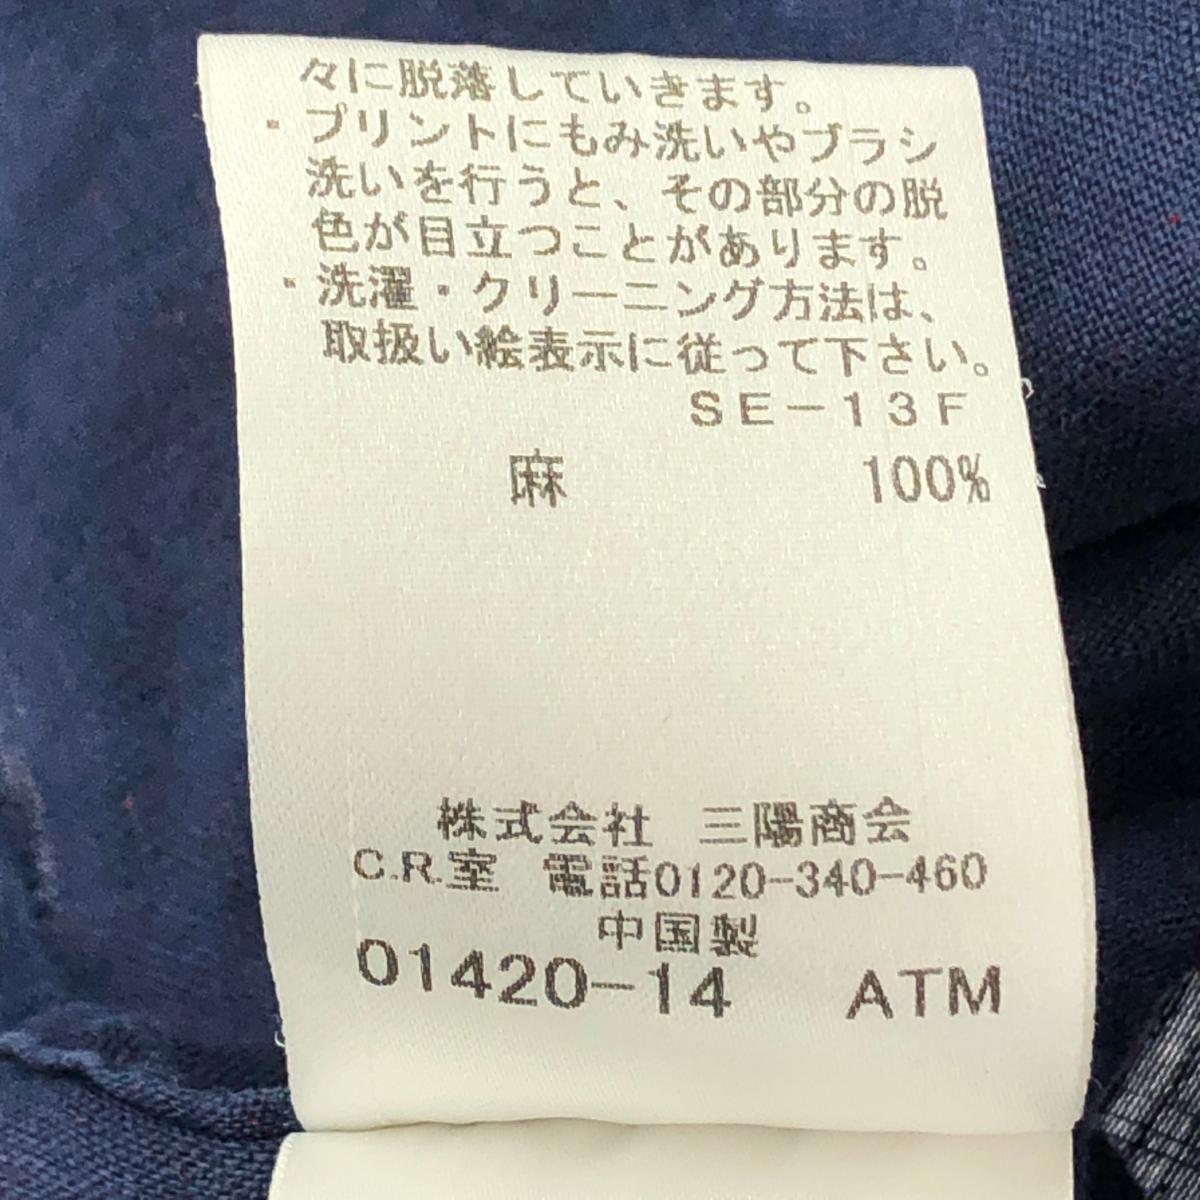 々に脱落していきます。
・プリントにもみ洗いやブラシ
洗いを行うと、その部分の脱
色が目立つことがあります。
・洗濯・クリーニング方法は、
取扱い絵表示に従って下さい。
SE-13F
麻 100%
株式会社 三陽商会
C.R.室 電話0120-340-460
中国製
01420-14 ATM